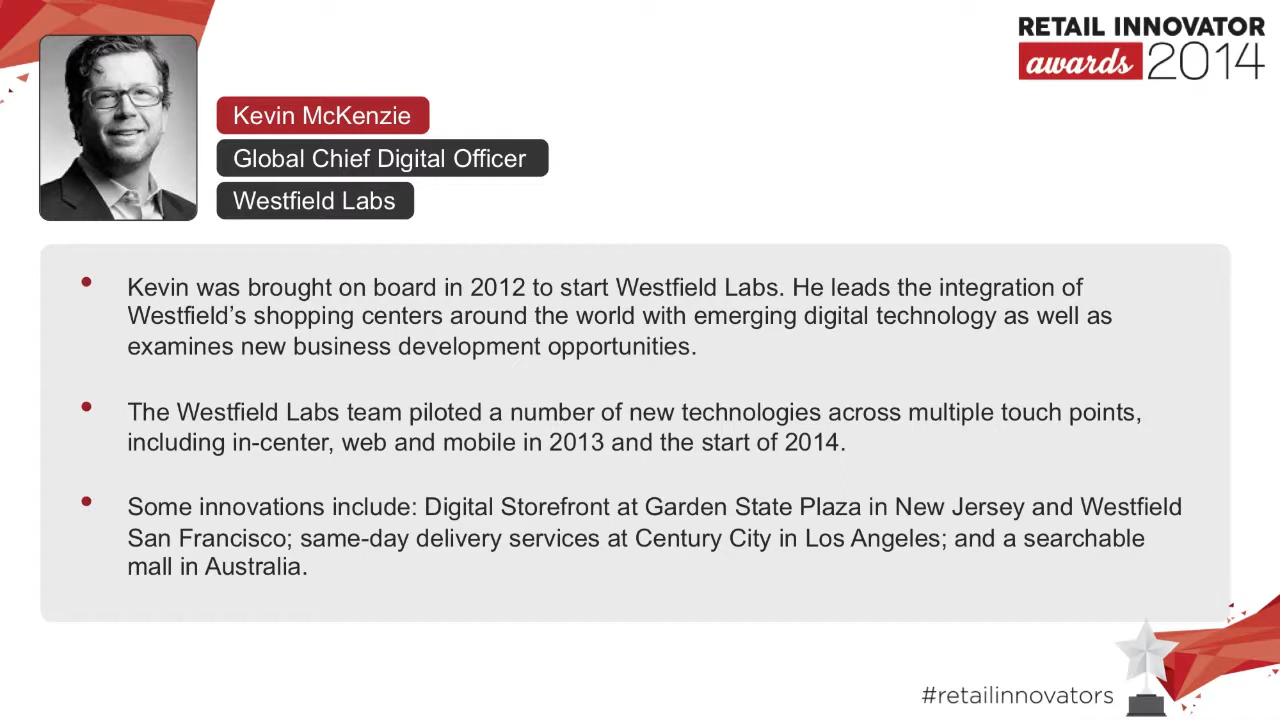 RETAIL INNOVATOR
awards 2014
Kevin McKenzie
Global Chief Digital Officer
Westfield Labs
• Kevin was brought on board in 2012 to start Westfield Labs. He leads the integration of
Westfield’s shopping centers around the world with emerging digital technology as well as
examines new business development opportunities.
• The Westfield Labs team piloted a number of new technologies across multiple touch points,
including in-center, web and mobile in 2013 and the start of 2014.
• Some innovations include: Digital Storefront at Garden State Plaza in New Jersey and Westfield
San Francisco; same-day delivery services at Century City in Los Angeles; and a searchable
mall in Australia.
#retailinnovators